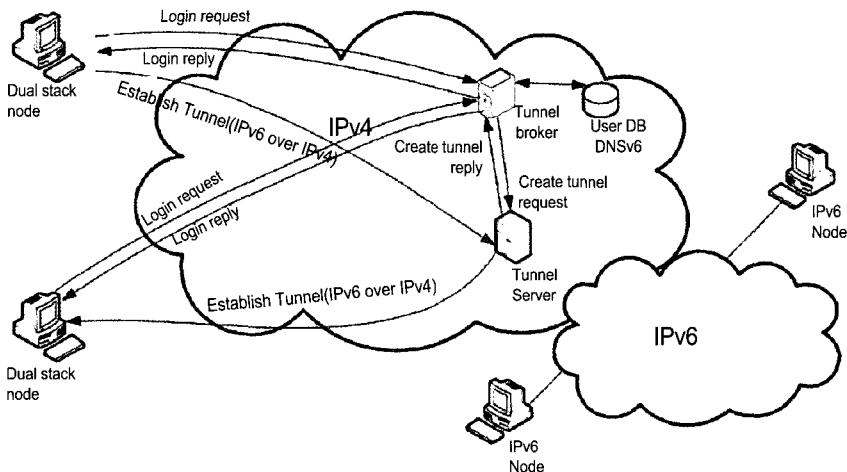 Login request
Login reply
Dual stack
node
Establish Tunnel(IPv6 over IPv4)
IPv4
Tunnel
broker
User DB
DNSv6
Create tunnel
reply
Create tunnel
request
IPv6
Node
Login request
Login reply
Tunnel
Server
Establish Tunnel(IPv6 over IPv4)
Dual stack
node
IPv6
IPv6
Node